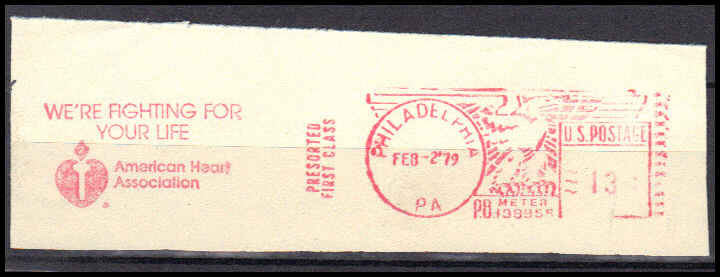 WE'RE FIGHTING FOR
YOUR LIFE
American Heart
Association
PRESORTED
FIRST CLASS
PHILADELPHIA
FEB -2'79
PA
U.S. POSTAGE
13
P.B. METER